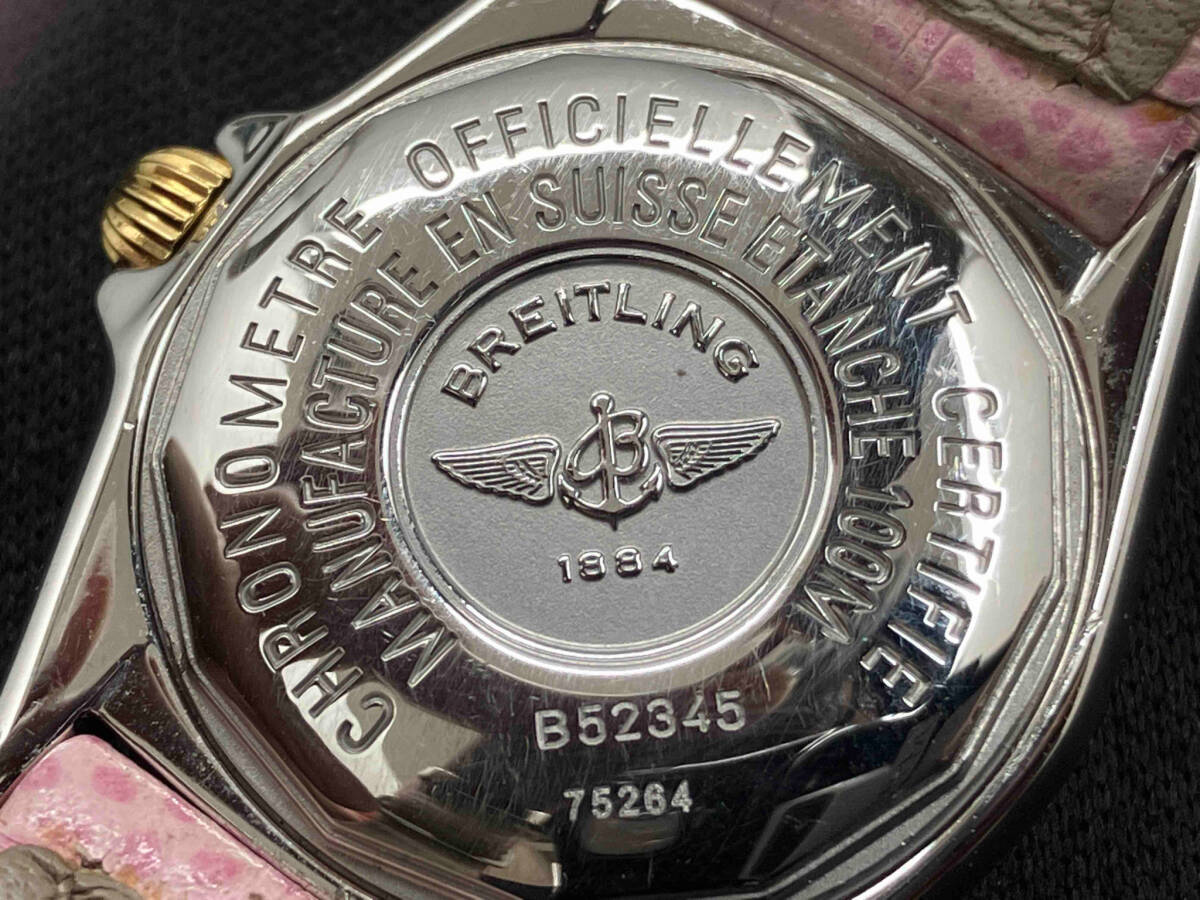 CHRONOMETRE OFFICIELLEMENT CERTIFIE
MANUFACTURE EN SUISSE ETANCHE 100M
BREITLING
B
1884
B52345
75264